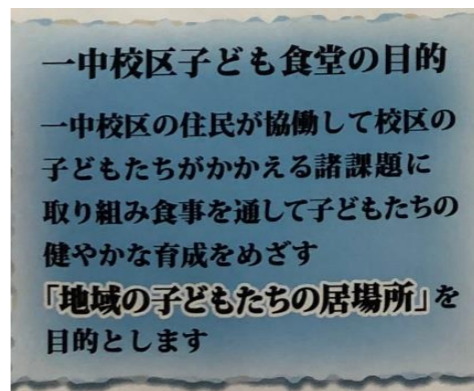 一中校区子ども食堂の目的
一中校区の住民が協働して校区の
子どもたちがかかえる諸課題に
取り組み食事を通して子どもたちの
健やかな育成をめざす
「地域の子どもたちの居場所」を
目的とします